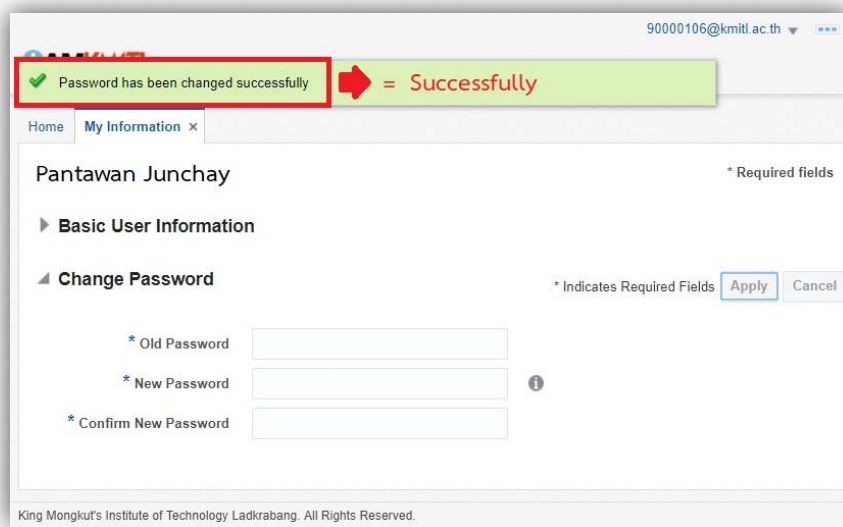 90000106@kmitl.ac.th
Password has been changed successfully = Successfully
Home My Information ×
Pantawan Junchay * Required fields
Basic User Information
Change Password * Indicates Required Fields Apply Cancel
* Old Password
* New Password
* Confirm New Password
King Mongkut's Institute of Technology Ladkrabang. All Rights Reserved.